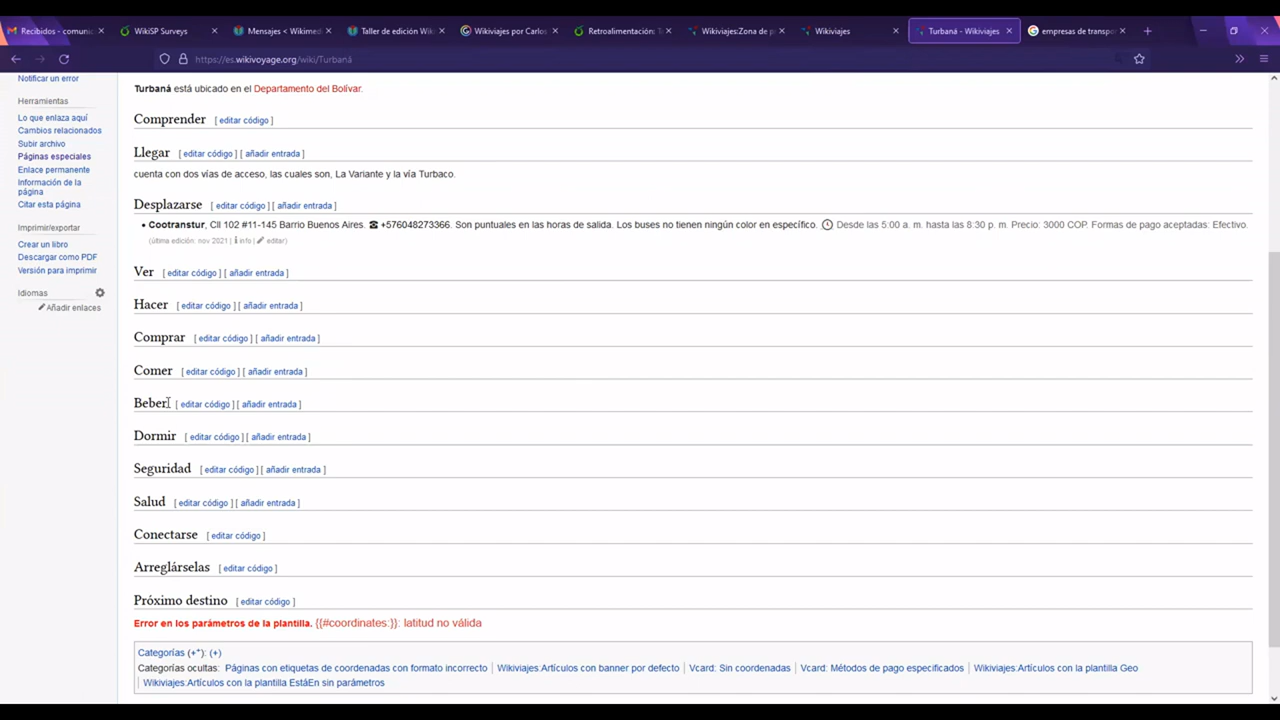 Recibidos - comunic
WikiSP Surveys
Mensajes < Wikimed
Taller de edición Wiki
Wikiviajes por Carlos
Retroalimentación: T
Wikiviajes:Zona de p
Wikiviajes
Turbaná - Wikiviajes
empresas de transpo
https://es.wikivoyage.org/wiki/Turbaná
Notificar un error
Herramientas
Lo que enlaza aquí
Cambios relacionados
Subir archivo
Páginas especiales
Enlace permanente
Información de la
página
Citar esta página
Imprimir/exportar
Crear un libro
Descargar como PDF
Versión para imprimir
Idiomas
Añadir enlaces
Turbaná está ubicado en el Departamento del Bolívar.
Comprender [ editar código ]
Llegar [ editar código ] [ añadir entrada ]
cuenta con dos vías de acceso, las cuales son, La Variante y la vía Turbaco.
Desplazarse [ editar código ] [ añadir entrada ]
• Cootranstur, Cll 102 #11-145 Barrio Buenos Aires. ☎ +576048273366. Son puntuales en las horas de salida. Los buses no tienen ningún color en específico. Desde las 5:00 a. m. hasta las 8:30 p. m. Precio: 3000 COP. Formas de pago aceptadas: Efectivo.
(última edición: nov 2021 | info | editar)
Ver [ editar código ] [ añadir entrada ]
Hacer [ editar código ] [ añadir entrada ]
Comprar [ editar código ] [ añadir entrada ]
Comer [ editar código ] [ añadir entrada ]
Beber [ editar código ] [ añadir entrada ]
Dormir [ editar código ] [ añadir entrada ]
Seguridad [ editar código ] [ añadir entrada ]
Salud [ editar código ] [ añadir entrada ]
Conectarse [ editar código ]
Arreglárselas [ editar código ]
Próximo destino [ editar código ]
Error en los parámetros de la plantilla. {{#coordinates:}}: latitud no válida
Categorías (++): (+)
Categorías ocultas: Páginas con etiquetas de coordenadas con formato incorrecto | Wikiviajes:Artículos con banner por defecto | Vcard: Sin coordenadas | Vcard: Métodos de pago especificados | Wikiviajes:Artículos con la plantilla Geo
| Wikiviajes:Artículos con la plantilla EstáEn sin parámetros